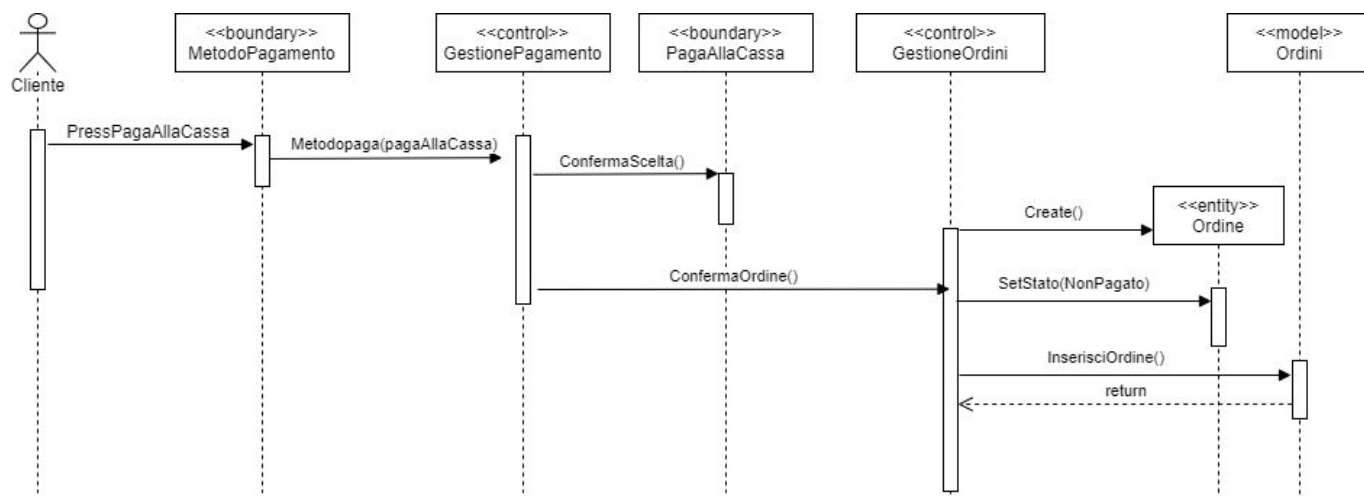 Cliente
<<boundary>>
MetodoPagamento
<<control>>
GestionePagamento
<<boundary>>
PagaAllaCassa
<<control>>
GestioneOrdini
<<model>>
Ordini
PressPagaAllaCassa
Metodopaga(pagaAllaCassa)
ConfermaScelta()
Create()
<<entity>>
Ordine
ConfermaOrdine()
SetStato(NonPagato)
InserisciOrdine()
return